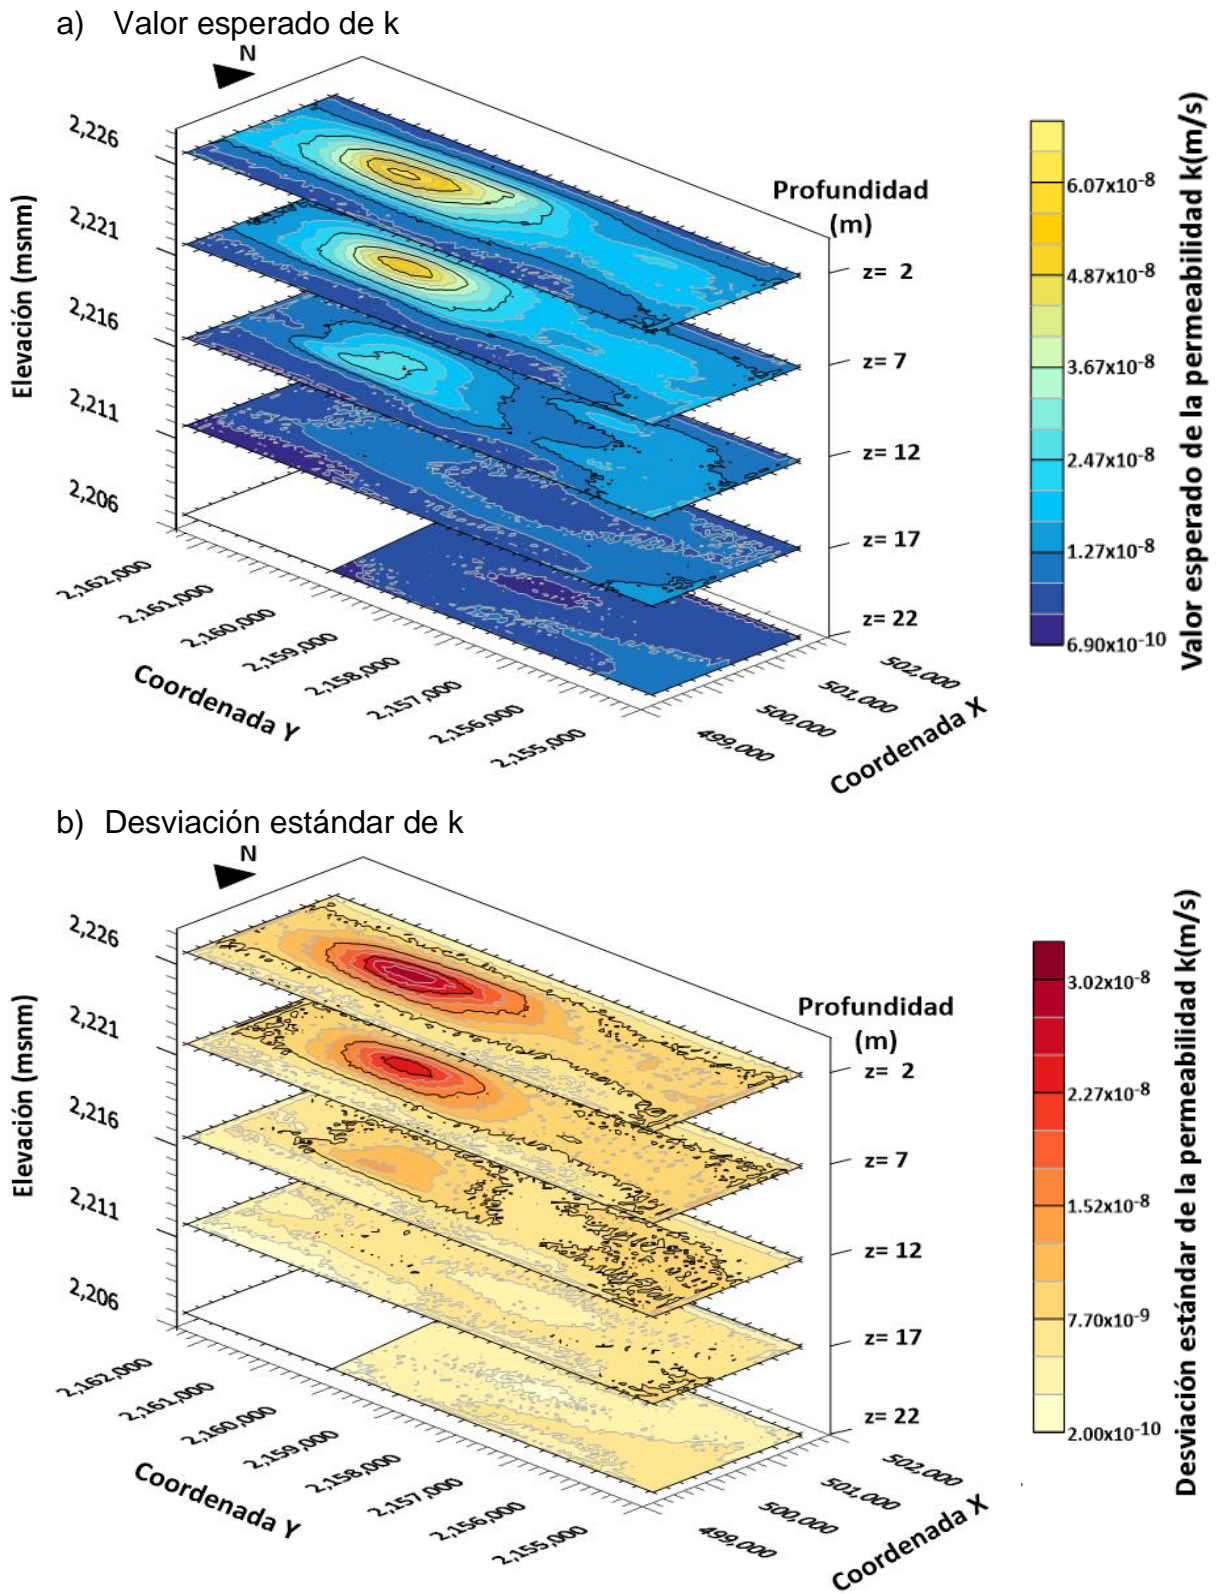 a) Valor esperado de k
N
Elevación (msnm)
2,226
2,221
2,216
2,211
2,206
Profundidad
(m)
z= 2
z= 7
z= 12
z= 17
z= 22
2,162,000
2,161,000
2,160,000
2,159,000
2,158,000
2,157,000
2,156,000
2,155,000
Coordenada Y
502,000
501,000
500,000
499,000
Coordenada X
6.07x10⁻⁸
4.87x10⁻⁸
3.67x10⁻⁸
2.47x10⁻⁸
1.27x10⁻⁸
6.90x10⁻¹⁰
Valor esperado de la permeabilidad k(m/s)
b) Desviación estándar de k
N
Elevación (msnm)
2,226
2,221
2,216
2,211
2,206
Profundidad
(m)
z= 2
z= 7
z= 12
z= 17
z= 22
2,162,000
2,161,000
2,160,000
2,159,000
2,158,000
2,157,000
2,156,000
2,155,000
Coordenada Y
502,000
501,000
500,000
499,000
Coordenada X
3.02x10⁻⁸
2.27x10⁻⁸
1.52x10⁻⁸
7.70x10⁻⁹
2.00x10⁻¹⁰
Desviación estándar de la permeabilidad k(m/s)